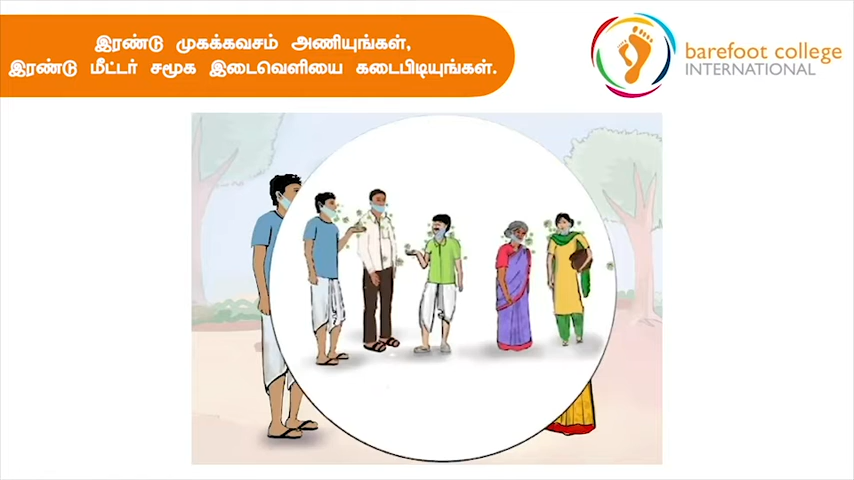 இரண்டு முகக்கவசம் அணியுங்கள்,
இரண்டு மீட்டர் சமூக இடைவெளியை கடைபிடியுங்கள்.
barefoot college
INTERNATIONAL